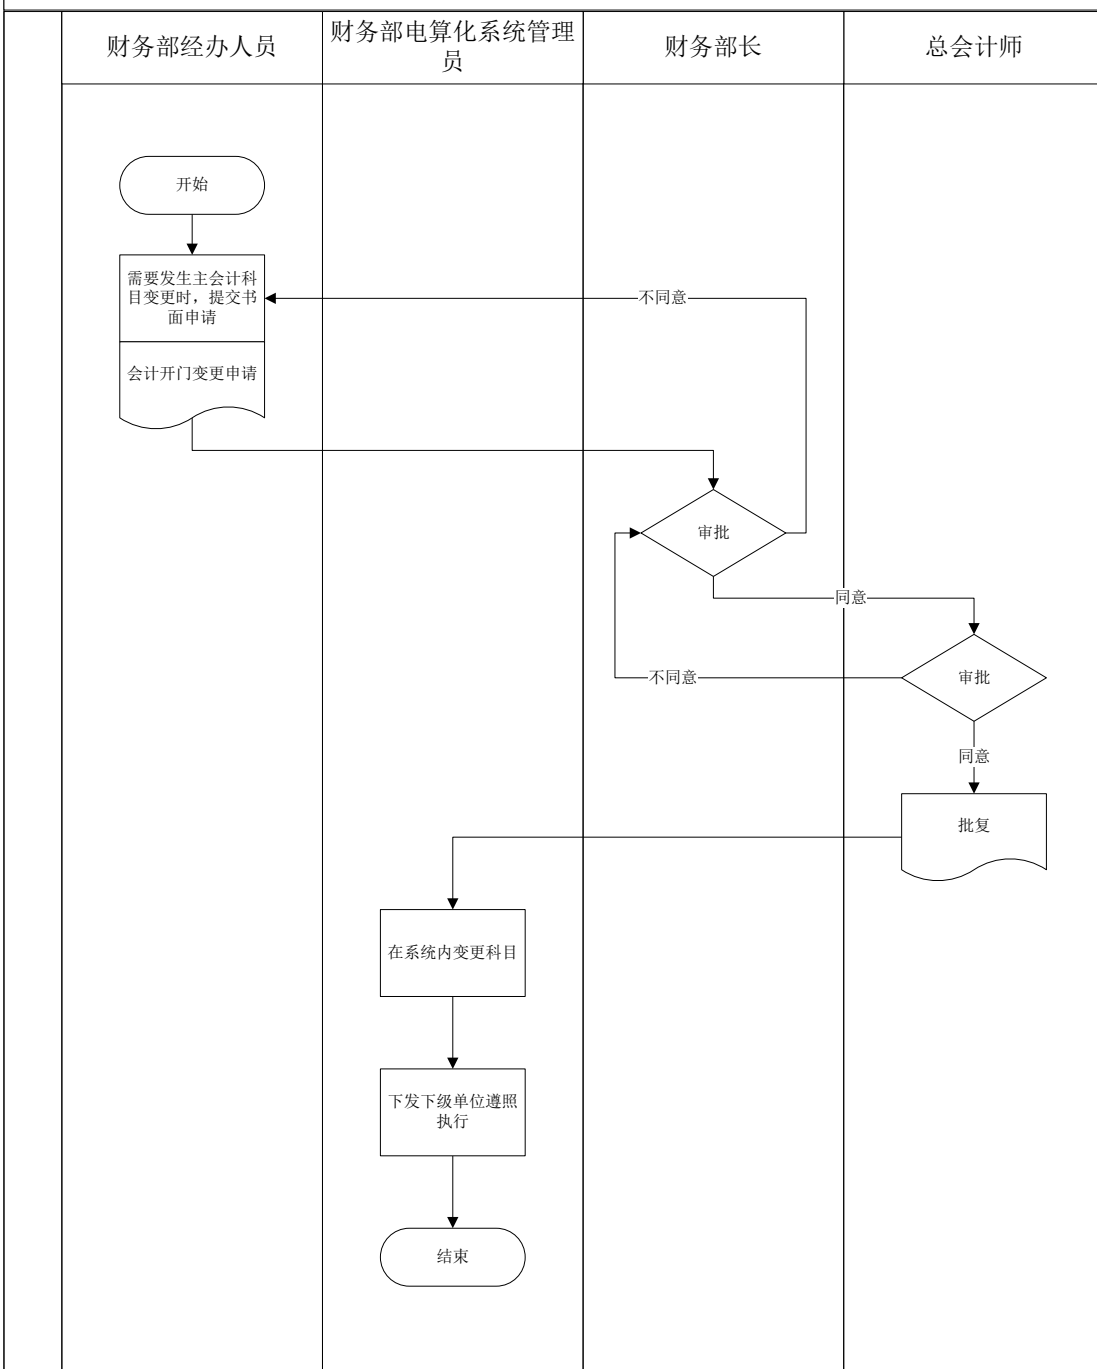 财务部经办人员
财务部电算化系统管理
员
财务部长
总会计师
开始
需要发生主会计科
目变更时，提交书
面申请
不同意
会计开门变更申请
审批
同意
不同意
审批
同意
批复
在系统内变更科目
下发下级单位遵照
执行
结束